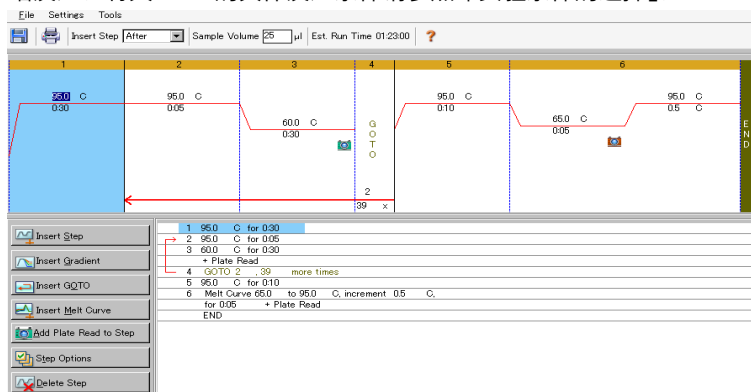 File Settings Tools
Insert Step After Sample Volume 25 µl Est. Run Time 01:23:00 ?
1 2 3 4 5 6
95.0 C 95.0 C 95.0 C 95.0 C
0:30 0:05 0:10 0.5 C
60.0 C 65.0 C
0:30 0:05
G
O
T
O
E
N
D
2
39 x
Insert Step
Insert Gradient
Insert GOTO
Insert Melt Curve
Add Plate Read to Step
Step Options
Delete Step
1 95.0 C for 0:30
2 95.0 C for 0:05
3 60.0 C for 0:30
+ Plate Read
4 GOTO 2 , 39 more times
5 95.0 C for 0:10
6 Melt Curve 65.0 to 95.0 C, increment 0.5 C,
for 0:05 + Plate Read
END